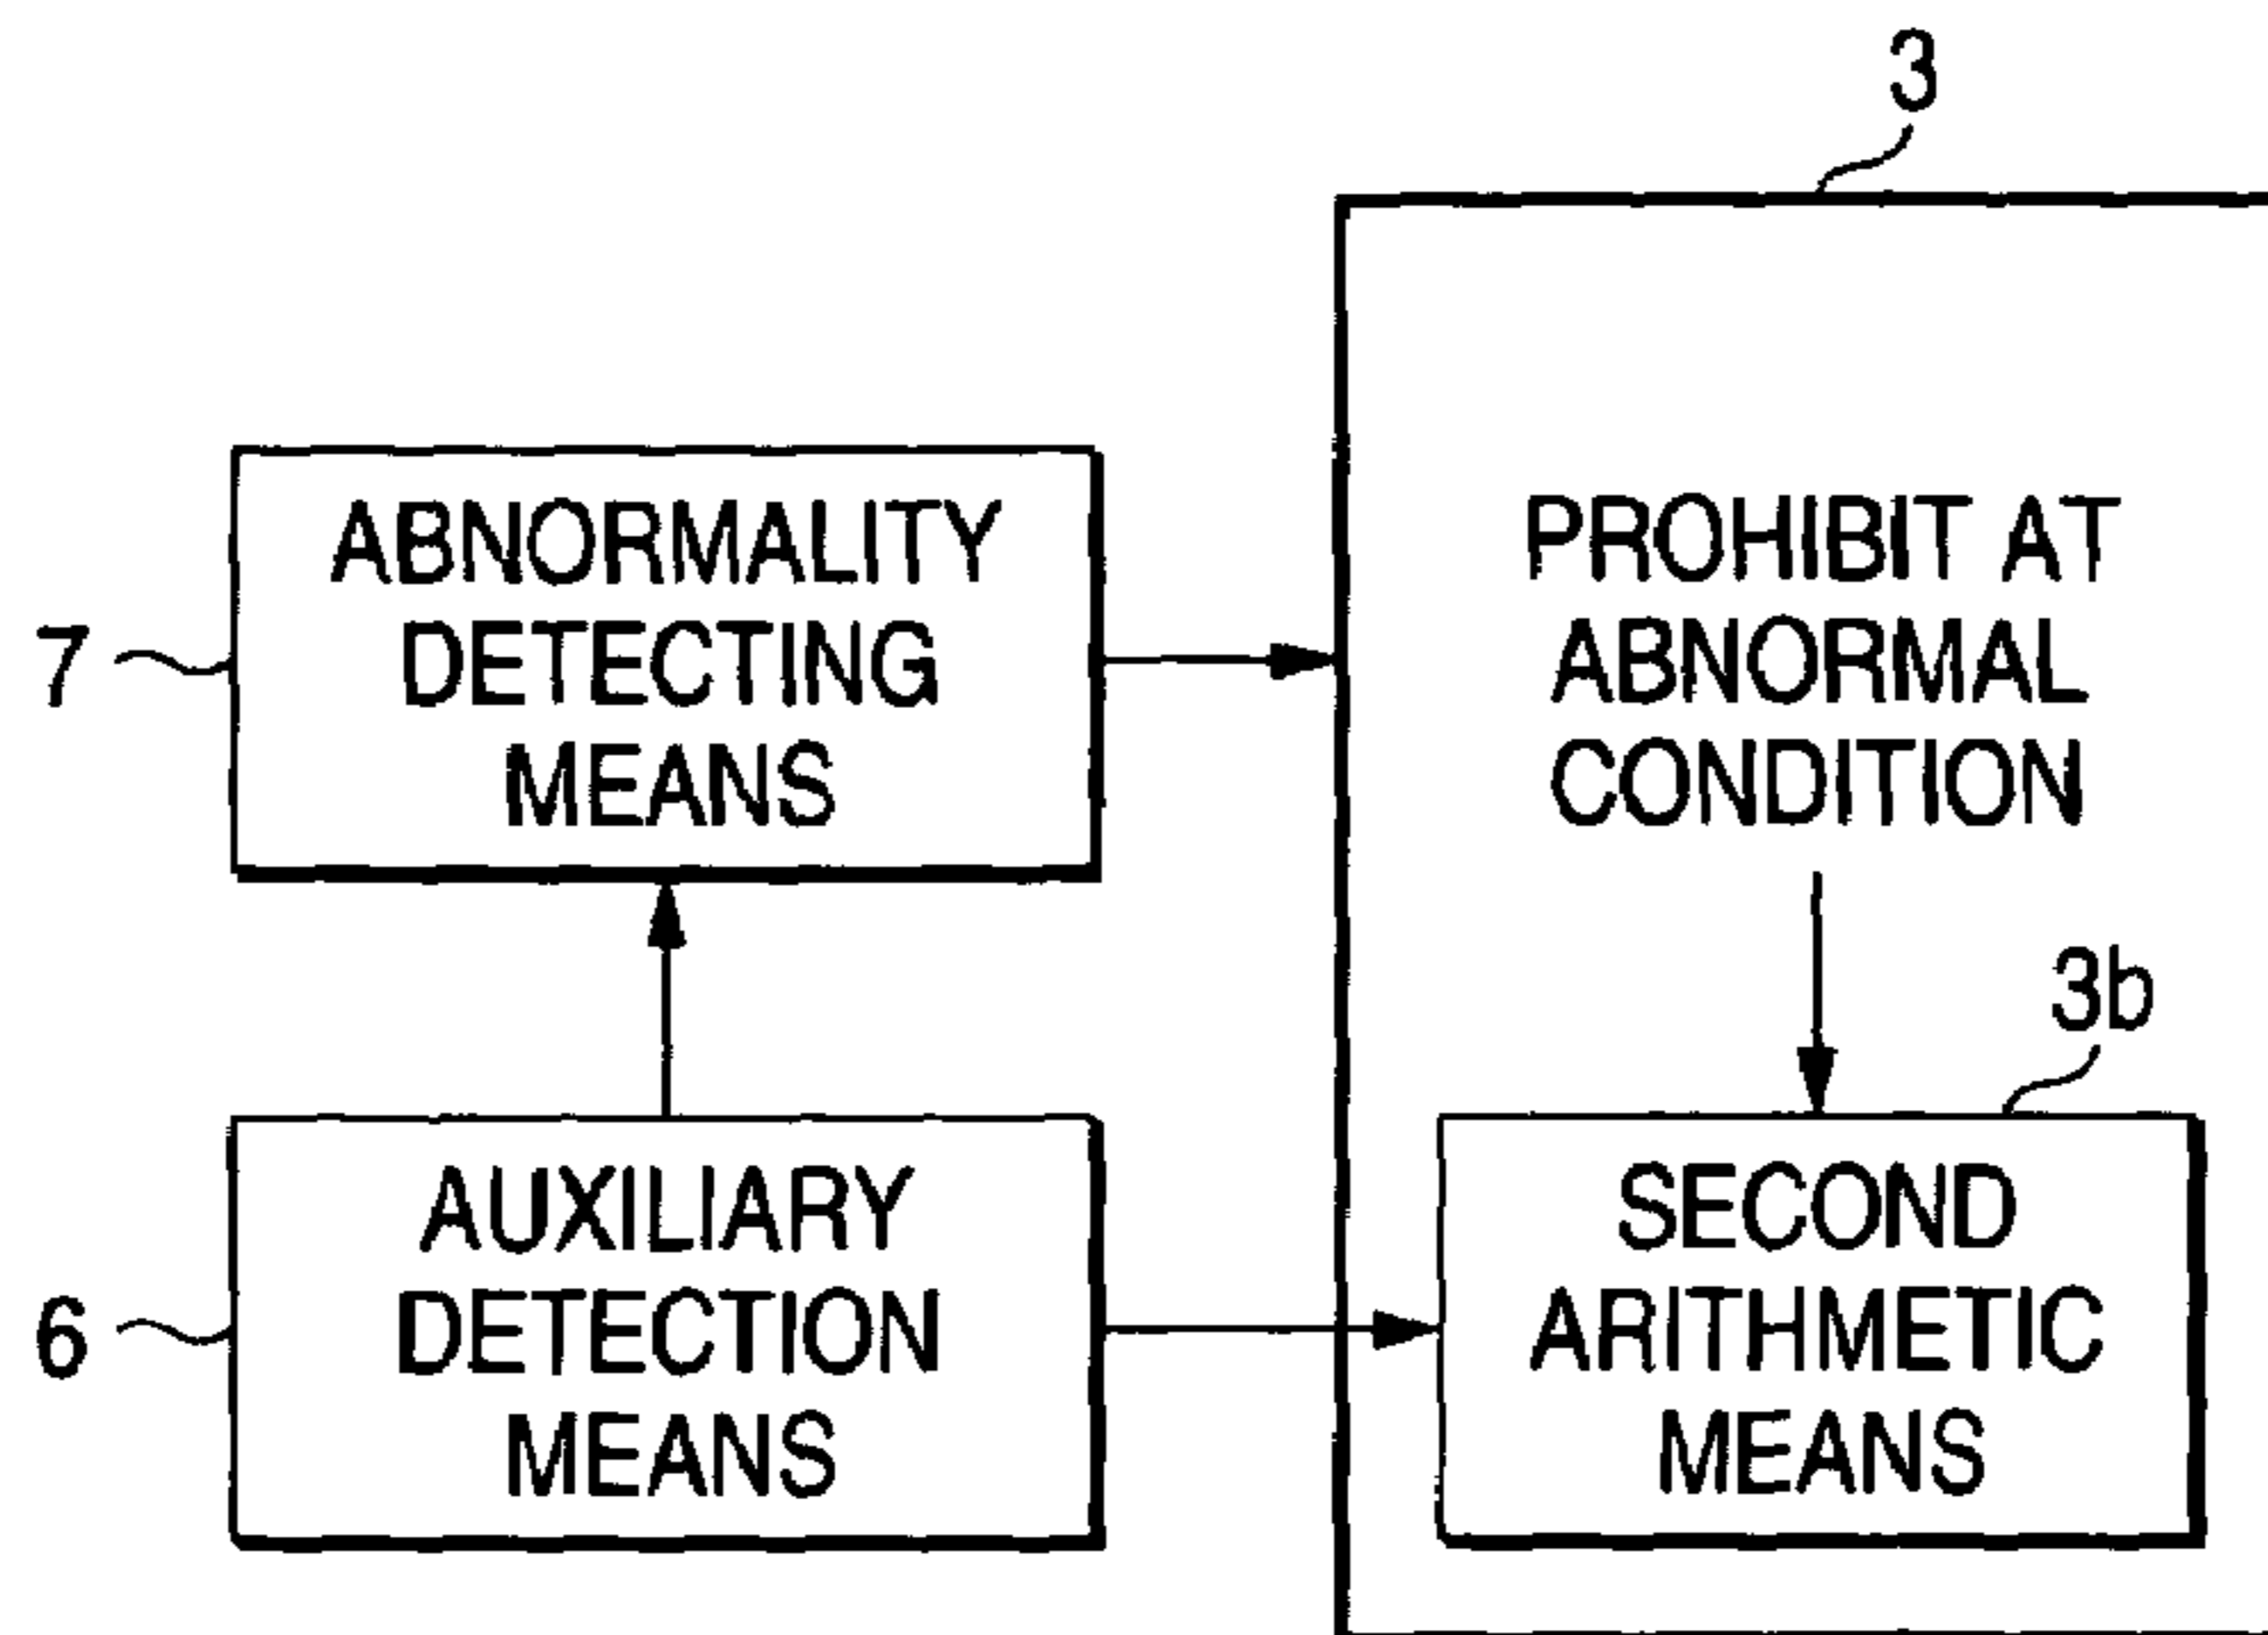 3
ABNORMALITY
DETECTING
MEANS
7
PROHIBIT AT
ABNORMAL
CONDITION
3b
AUXILIARY
DETECTION
MEANS
6
SECOND
ARITHMETIC
MEANS